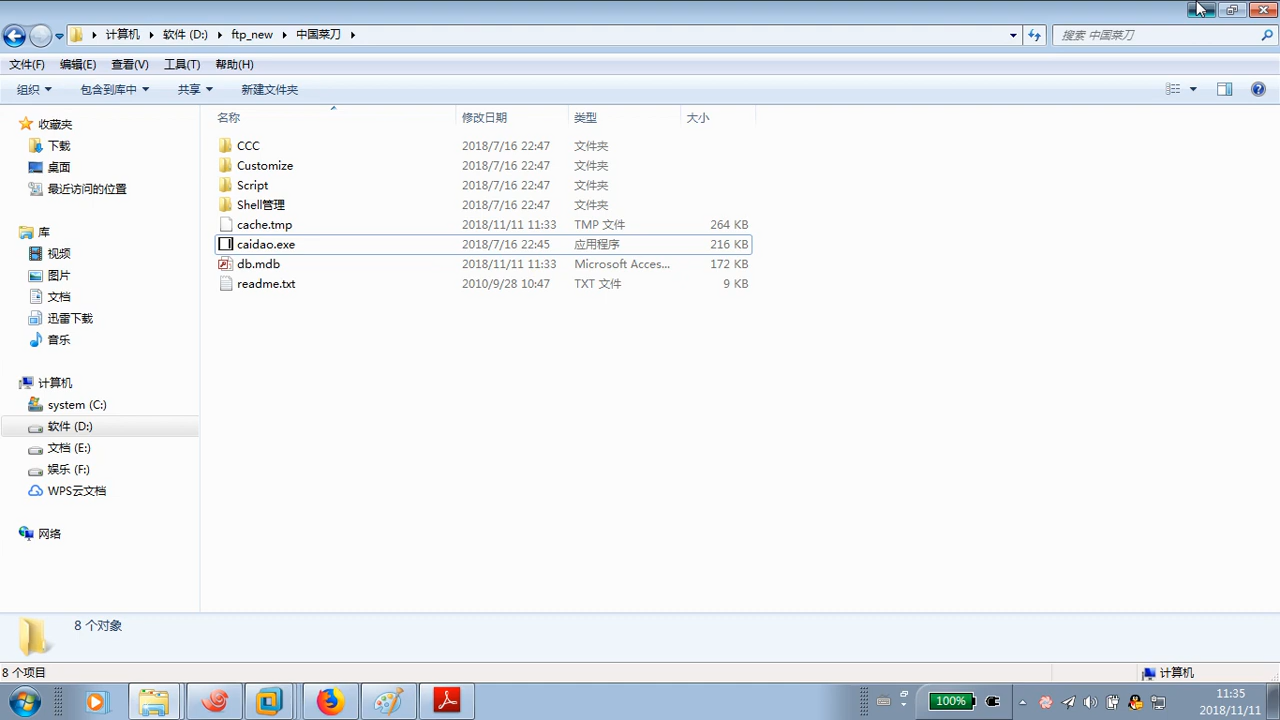 计算机 软件 (D:) ftp_new 中国菜刀 搜索 中国菜刀
文件(F) 编辑(E) 查看(V) 工具(T) 帮助(H)
组织 包含到库中 共享 新建文件夹
收藏夹
下载
桌面
最近访问的位置
库
视频
图片
文档
迅雷下载
音乐
计算机
system (C:)
软件 (D:)
文档 (E:)
娱乐 (F:)
WPS云文档
网络
名称 修改日期 类型 大小
CCC 2018/7/16 22:47 文件夹
Customize 2018/7/16 22:47 文件夹
Script 2018/7/16 22:47 文件夹
Shell管理 2018/7/16 22:47 文件夹
cache.tmp 2018/11/11 11:33 TMP 文件 264 KB
caidao.exe 2018/7/16 22:45 应用程序 216 KB
db.mdb 2018/11/11 11:33 Microsoft Acces... 172 KB
readme.txt 2010/9/28 10:47 TXT 文件 9 KB
8 个对象
8 个项目 计算机
100% 11:35
2018/11/11